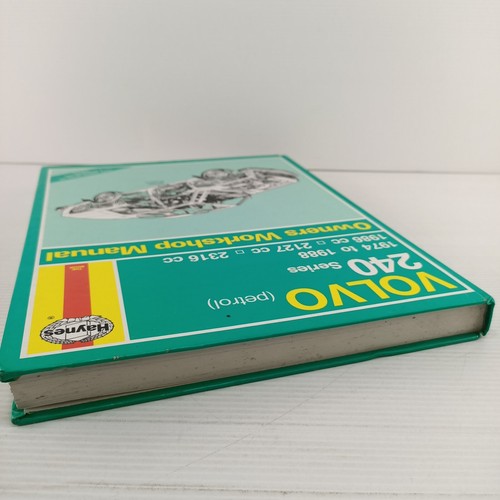 VOLVO (petrol)
240 Series
1974 to 1988
1986 cc □ 2127 cc □ 2316 cc
Owners Workshop Manual
Haynes